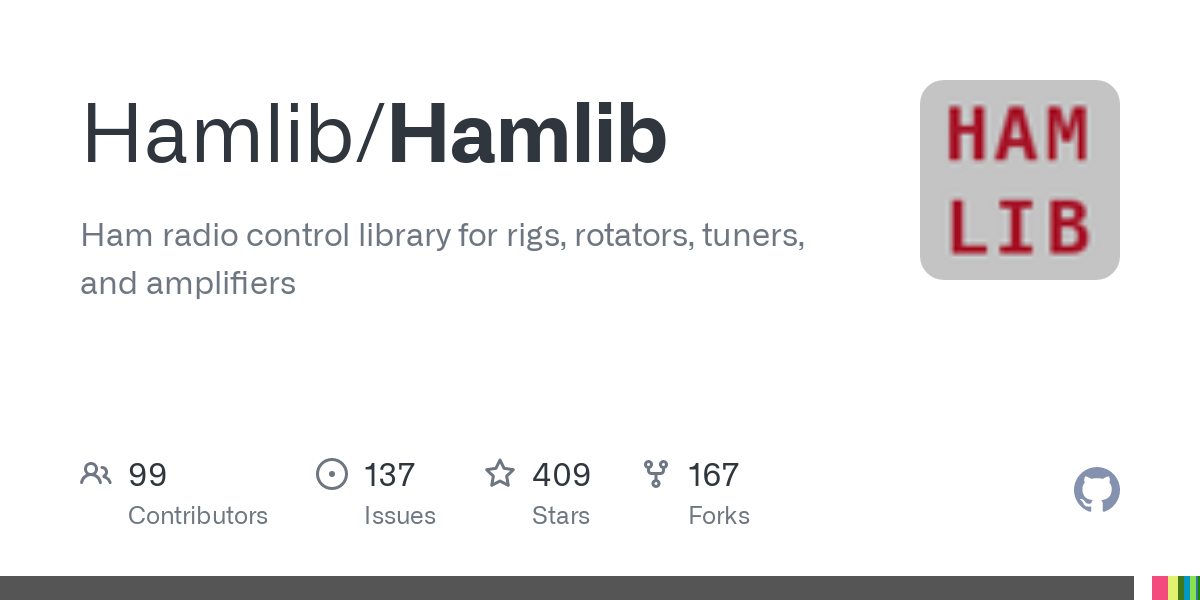 Hamlib/Hamlib
HAM
LIB
Ham radio control library for rigs, rotators, tuners,
and amplifiers
99
Contributors
137
Issues
409
Stars
167
Forks